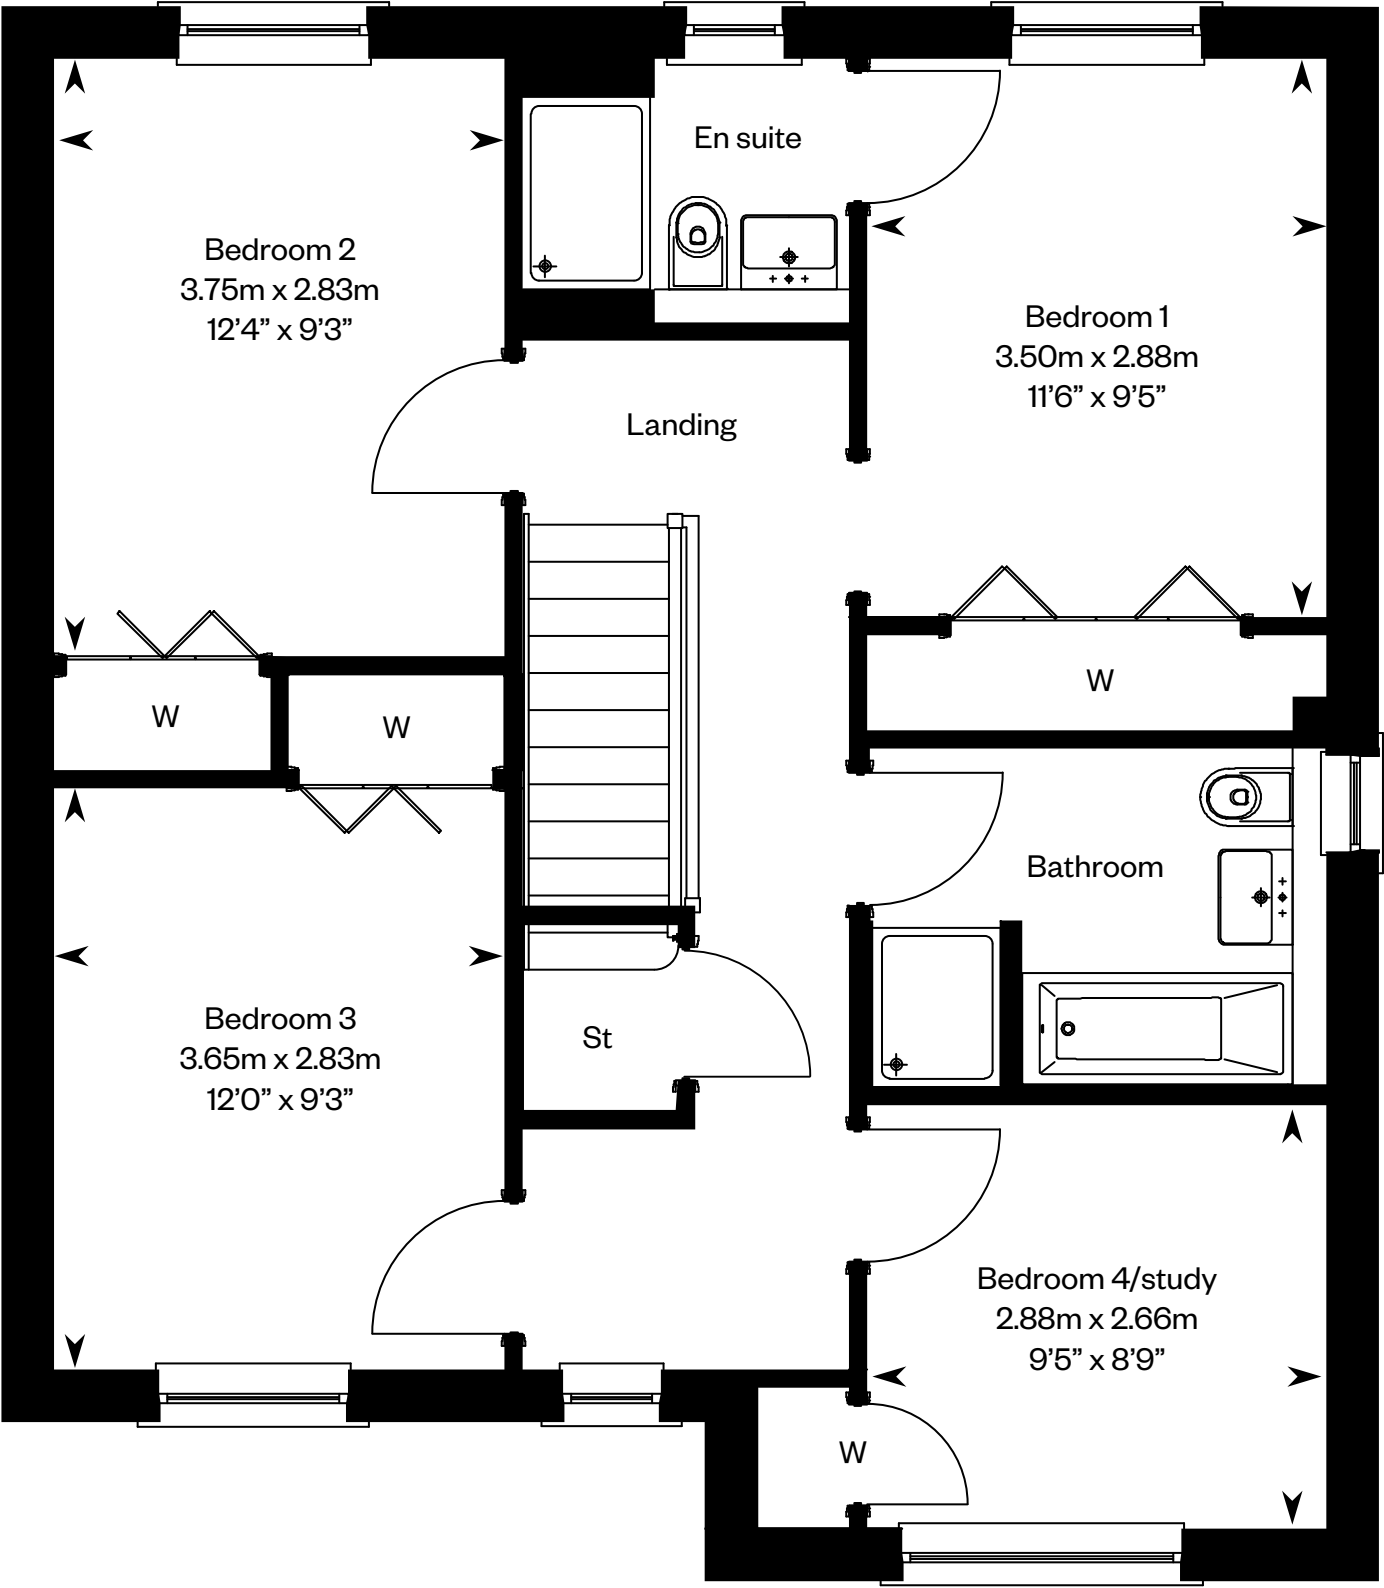 En suite
Bedroom 2
3.75m x 2.83m
12’4” x 9’3”
Bedroom 1
3.50m x 2.88m
11’6” x 9’5”
Landing
W
W
W
Bathroom
Bedroom 3
3.65m x 2.83m
12’0” x 9’3”
St
Bedroom 4/study
2.88m x 2.66m
9’5” x 8’9”
W